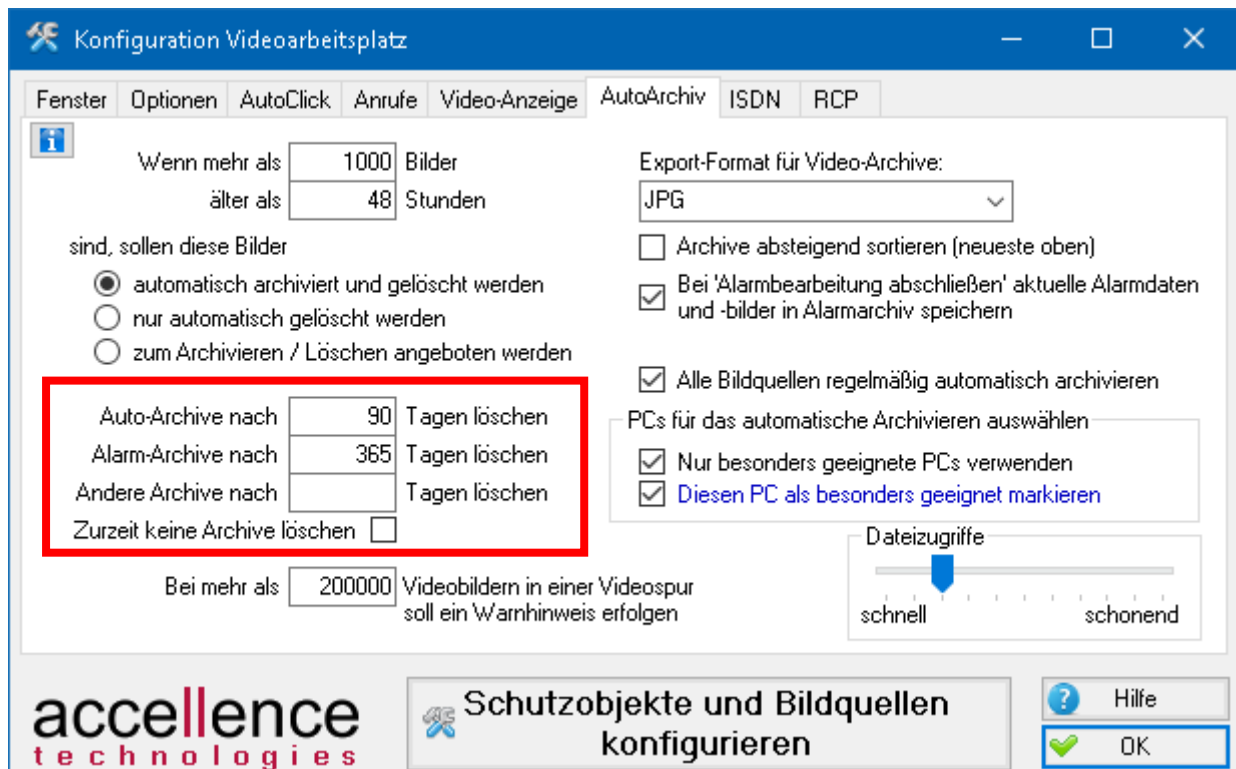 Konfiguration Videoarbeitsplatz
Fenster Optionen AutoClick Anrufe Video-Anzeige AutoArchiv ISDN RCP
Wenn mehr als 1000 Bilder
älter als 48 Stunden
sind, sollen diese Bilder
automatisch archiviert und gelöscht werden
nur automatisch gelöscht werden
zum Archivieren / Löschen angeboten werden
Auto-Archive nach 90 Tagen löschen
Alarm-Archive nach 365 Tagen löschen
Andere Archive nach Tagen löschen
Zurzeit keine Archive löschen
Bei mehr als 200000 Videobildern in einer Videospur
soll ein Warnhinweis erfolgen
Export-Format für Video-Archive:
JPG
Archive absteigend sortieren (neueste oben)
Bei 'Alarmbearbeitung abschließen' aktuelle Alarmdaten
und -bilder in Alarmarchiv speichern
Alle Bildquellen regelmäßig automatisch archivieren
PCs für das automatische Archivieren auswählen
Nur besonders geeignete PCs verwenden
Diesen PC als besonders geeignet markieren
Dateizugriffe
schnell schonend
accellence
technologies
Schutzobjekte und Bildquellen
konfigurieren
Hilfe
OK